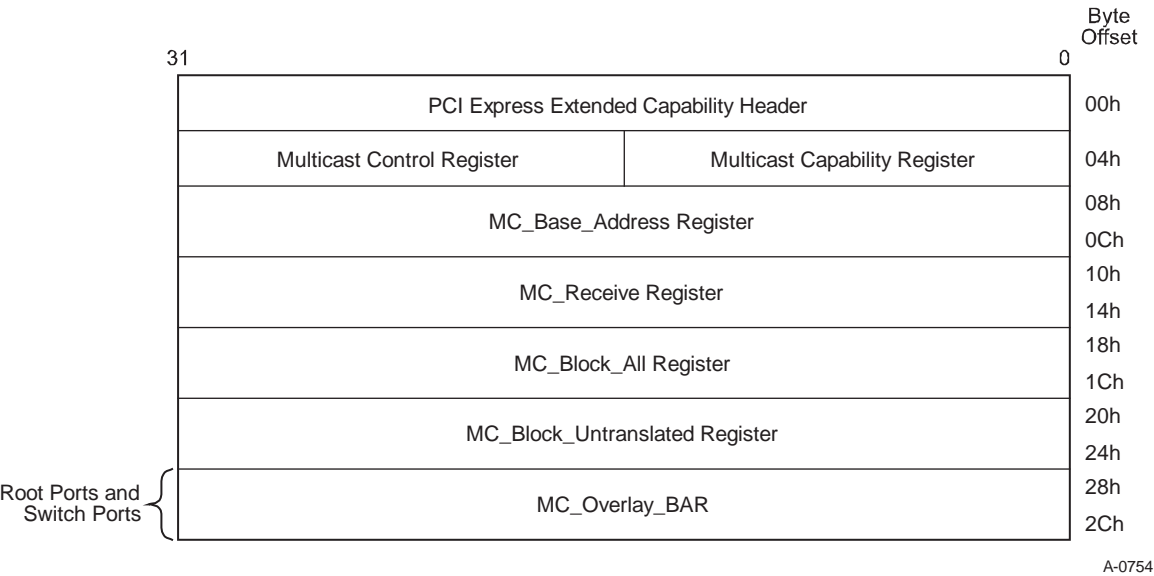 Byte
Offset
31 0
PCI Express Extended Capability Header 00h
Multicast Control Register Multicast Capability Register 04h
08h
MC_Base_Address Register
0Ch
10h
MC_Receive Register
14h
18h
MC_Block_All Register
1Ch
20h
MC_Block_Untranslated Register
24h
Root Ports and
Switch Ports
28h
MC_Overlay_BAR
2Ch
A-0754